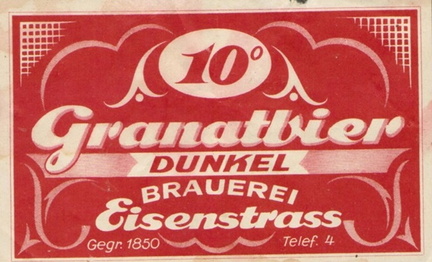 10°
Granatbier
DUNKEL
BRAUEREI
Eisenstrass
Gegr. 1850 Telef. 4